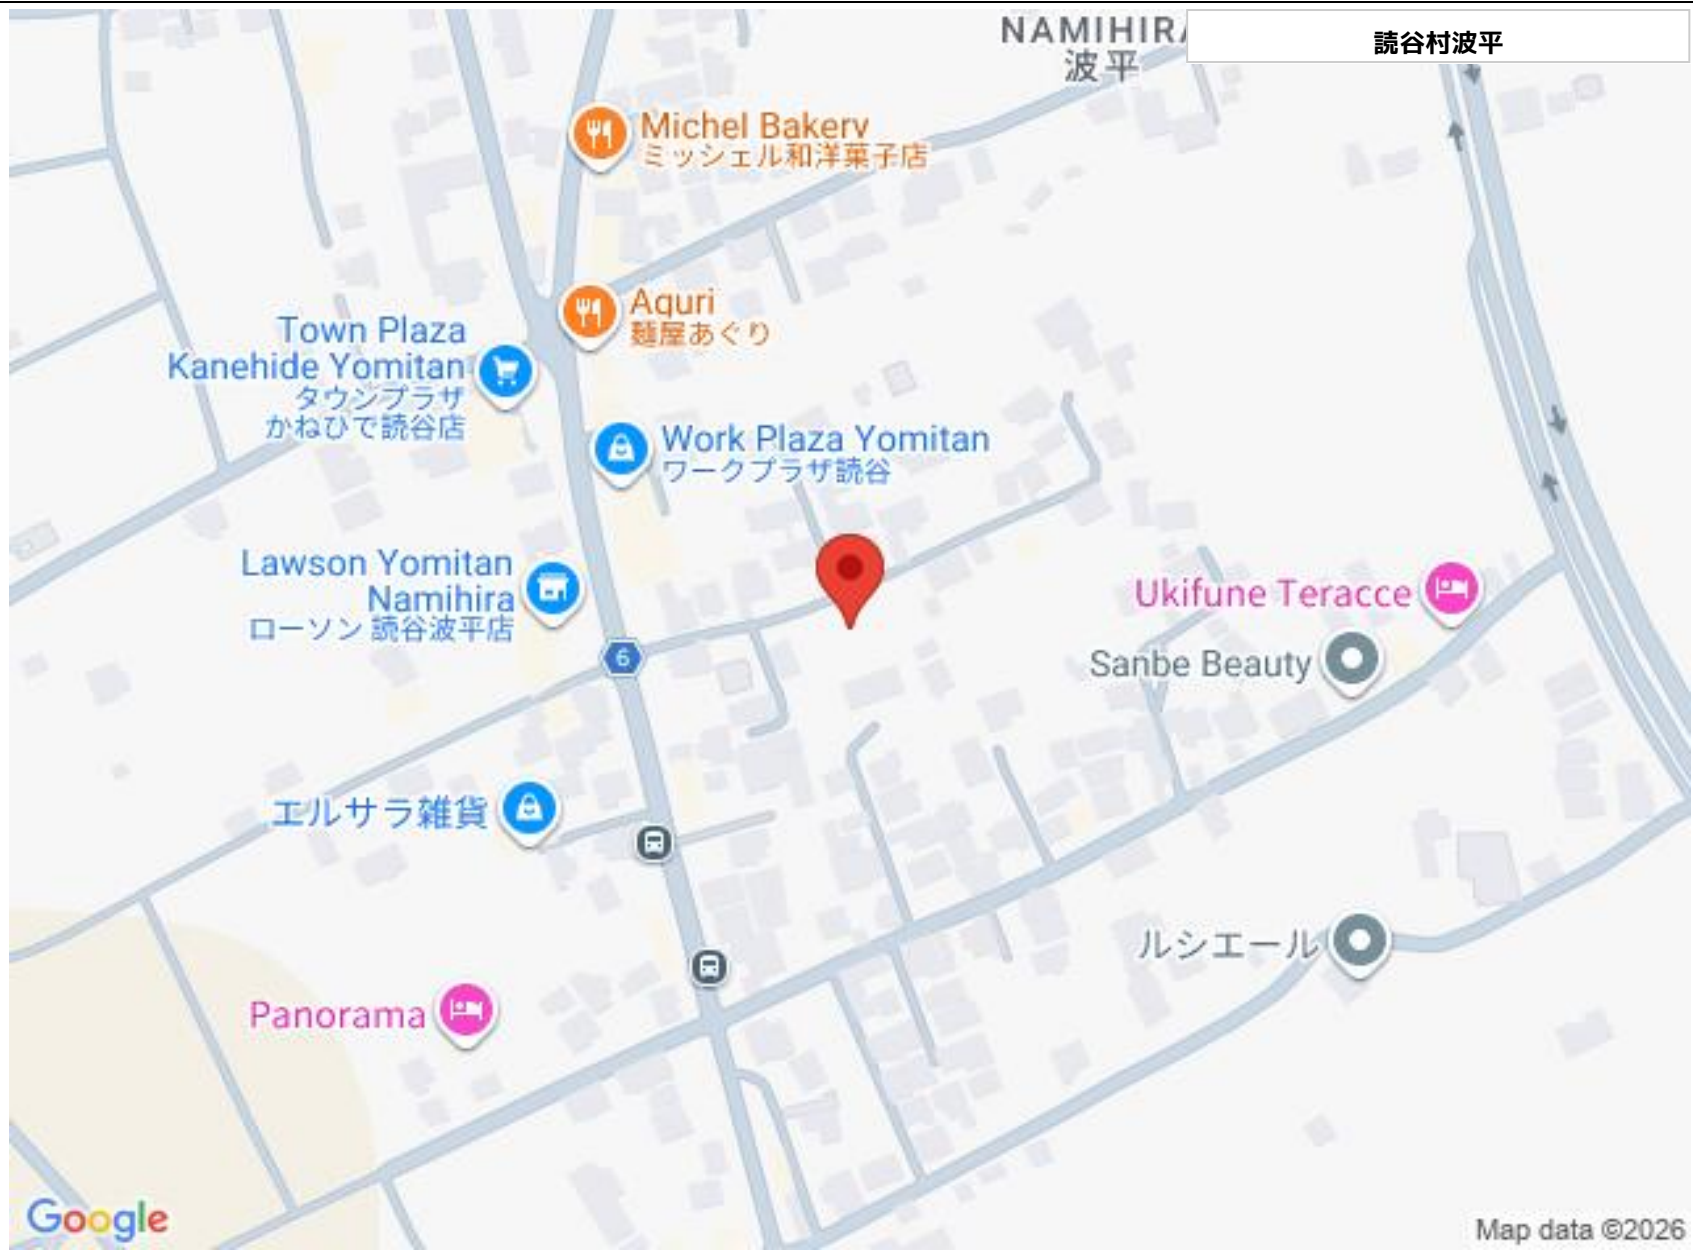 NAMIHIRA
波平
読谷村波平
Michel Bakery
ミッシェル和洋菓子店
Aguri
麺屋あぐり
Town Plaza
Kanehide Yomitan
タウンプラザ
かねひで読谷店
Work Plaza Yomitan
ワークプラザ読谷
Lawson Yomitan
Namihira
ローソン 読谷波平店
6
Ukifune Teracce
Sanbe Beauty
エルサラ雑貨
ルシエール
Panorama
Google
Map data ©2026